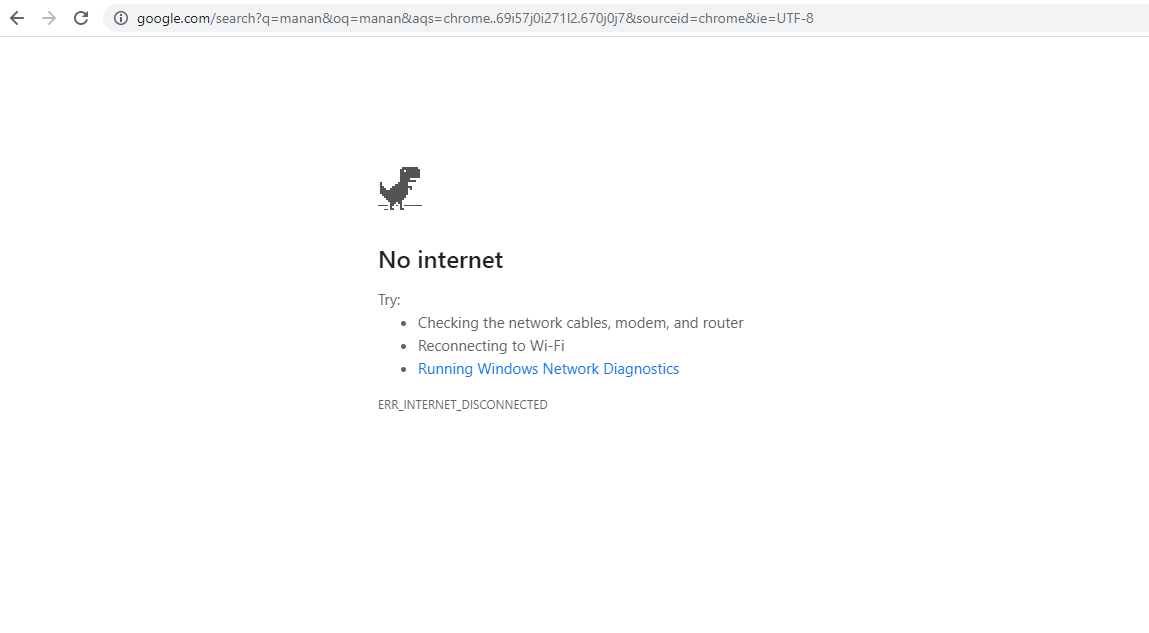 google.com/search?q=manan&oq=manan&aqs=chrome..69i57j0i271l2.670j0j7&sourceid=chrome&ie=UTF-8
No internet
Try:
• Checking the network cables, modem, and router
• Reconnecting to Wi-Fi
• Running Windows Network Diagnostics
ERR_INTERNET_DISCONNECTED